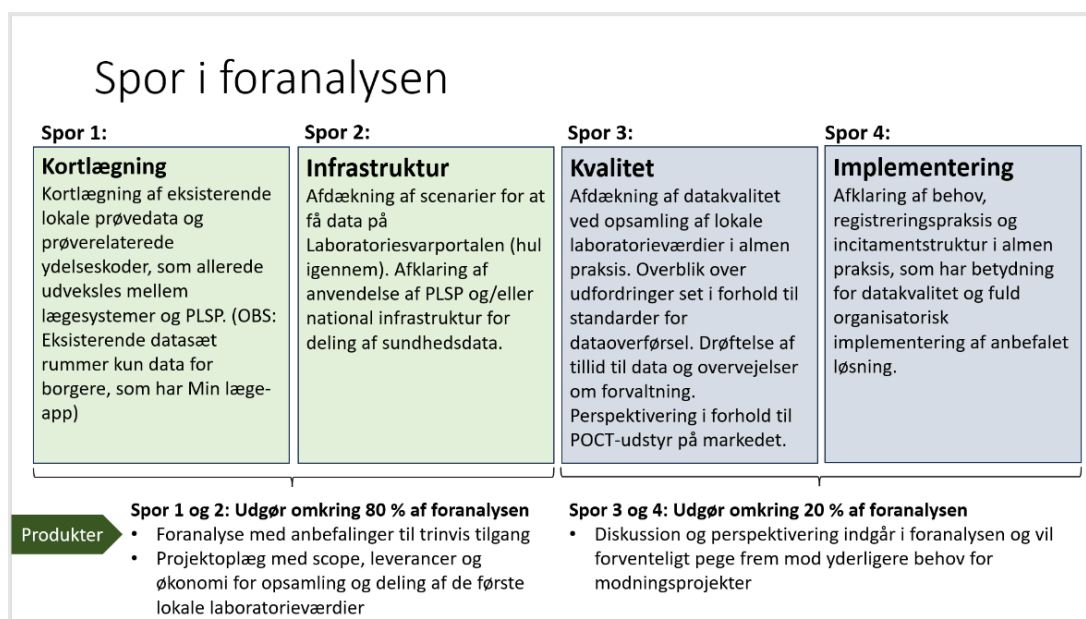 Spor i foranalysen
Spor 1:
Kortlægning
Kortlægning af eksisterende
lokale prøvedata og
prøverelaterede
ydelseskoder, som allerede
udveksles mellem
lægesystemer og PLSP. (OBS:
Eksisterende datasæt
rummer kun data for
borgere, som har Min læge-
app)
Spor 2:
Infrastruktur
Afdækning af scenarier for at
få data på
Laboratoriesvarportalen (hul
igennem). Afklaring af
anvendelse af PLSP og/eller
national infrastruktur for
deling af sundhedsdata.
Spor 3:
Kvalitet
Afdækning af datakvalitet
ved opsamling af lokale
laboratorieværdier i almen
praksis. Overblik over
udfordringer set i forhold til
standarder for
dataoverførsel. Drøftelse af
tillid til data og overvejelser
om forvaltning.
Perspektivering i forhold til
POCT-udstyr på markedet.
Spor 4:
Implementering
Afklaring af behov,
registreringspraksis og
incitamentstruktur i almen
praksis, som har betydning
for datakvalitet og fuld
organisatorisk
implementering af anbefalet
løsning.
Produkter
Spor 1 og 2: Udgør omkring 80 % af foranalysen
• Foranalyse med anbefalinger til trinvis tilgang
• Projektoplæg med scope, leverancer og
økonomi for opsamling og deling af de første
lokale laboratorieværdier
Spor 3 og 4: Udgør omkring 20 % af foranalysen
• Diskussion og perspektivering indgår i foranalysen og vil
forventeligt pege frem mod yderligere behov for
modningsprojekter